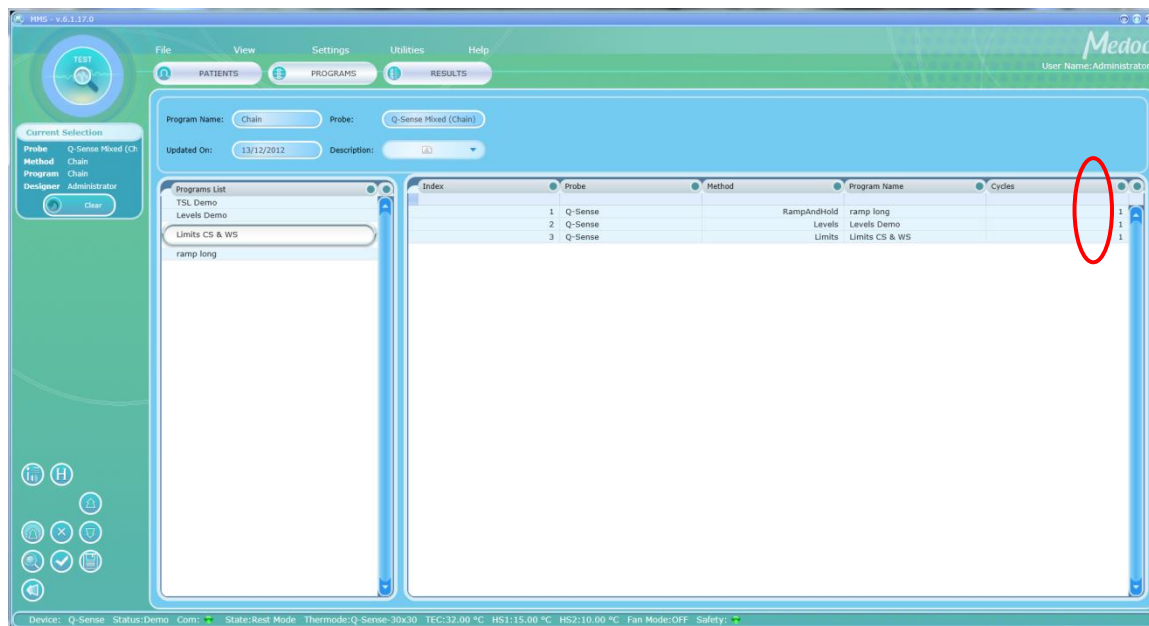 MMS - v.6.1.17.0
File View Settings Utilities Help
Medoc
TEST
PATIENTS PROGRAMS RESULTS
User Name:Administrator
Program Name: Chain Probe: Q-Sense Mixed (Chain)
Current Selection
Probe Q-Sense Mixed (Ch
Method Chain
Program Chain
Designer Administrator
Clear
Updated On: 13/12/2012 Description:
Programs List
TSL Demo
Levels Demo
Limits CS & WS
ramp long
Index Probe Method Program Name Cycles
1 Q-Sense RampAndHold ramp long 1
2 Q-Sense Levels Levels Demo 1
3 Q-Sense Limits Limits CS & WS 1
H
Device: Q-Sense Status:Demo Com: State:Rest Mode Thermode:Q-Sense-30x30 TEC:32.00 °C HS1:15.00 °C HS2:10.00 °C Fan Mode:OFF Safety: